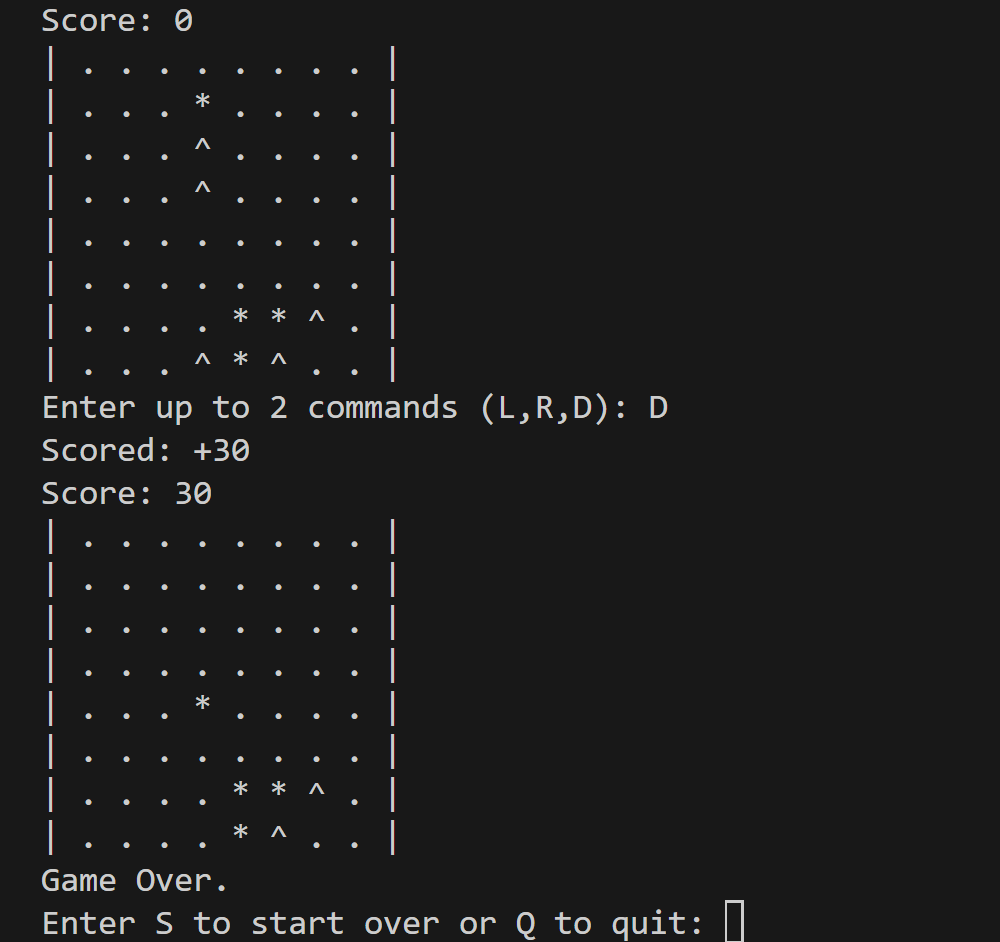 Score: 0
| . . . . . . . . |
| . . . * . . . . |
| . . . ^ . . . . |
| . . . ^ . . . . |
| . . . . . . . . |
| . . . . . . . . |
| . . . . * * ^ . |
| . . . ^ * ^ . . |
Enter up to 2 commands (L,R,D): D
Scored: +30
Score: 30
| . . . . . . . . |
| . . . . . . . . |
| . . . . . . . . |
| . . . . . . . . |
| . . . * . . . . |
| . . . . . . . . |
| . . . . * * ^ . |
| . . . . * ^ . . |
Game Over.
Enter S to start over or Q to quit: